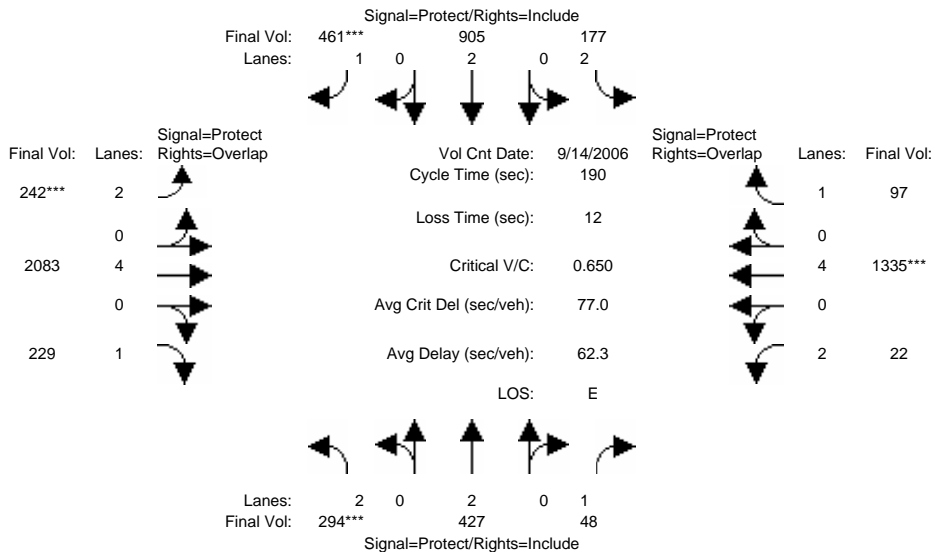 Signal=Protect/Rights=Include
Final Vol: 461*** 905 177
Lanes: 1 0 2 0 2
Signal=Protect Signal=Protect
Final Vol: Lanes: Rights=Overlap Vol Cnt Date: 9/14/2006 Rights=Overlap Lanes: Final Vol:
Cycle Time (sec): 190
242*** 2 1 97
Loss Time (sec): 12
0 0
2083 4 Critical V/C: 0.650 4 1335***
0 Avg Crit Del (sec/veh): 77.0 0
229 1 Avg Delay (sec/veh): 62.3 2 22
LOS: E
Lanes: 2 0 2 0 1
Final Vol: 294*** 427 48
Signal=Protect/Rights=Include